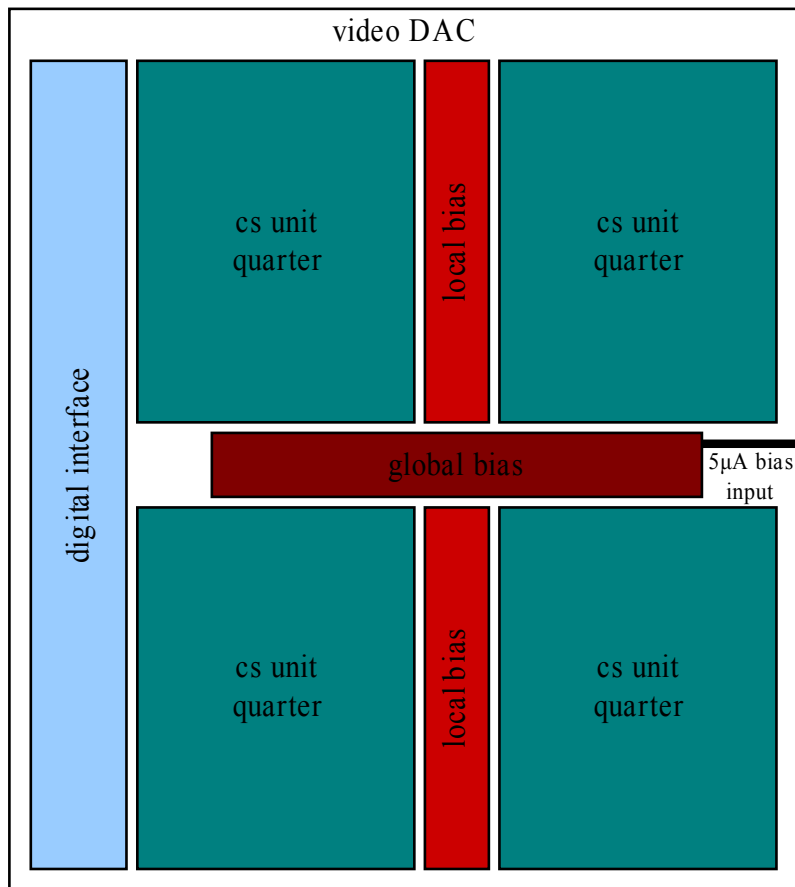 video DAC
cs unit
quarter
local bias
cs unit
quarter
digital interface
global bias
5μA bias
input
cs unit
quarter
local bias
cs unit
quarter